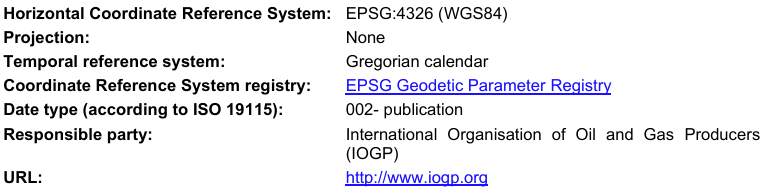 Horizontal Coordinate Reference System: EPSG:4326 (WGS84)
Projection: None
Temporal reference system: Gregorian calendar
Coordinate Reference System registry: EPSG Geodetic Parameter Registry
Date type (according to ISO 19115): 002- publication
Responsible party: International Organisation of Oil and Gas Producers
(IOGP)
URL: http://www.iogp.org